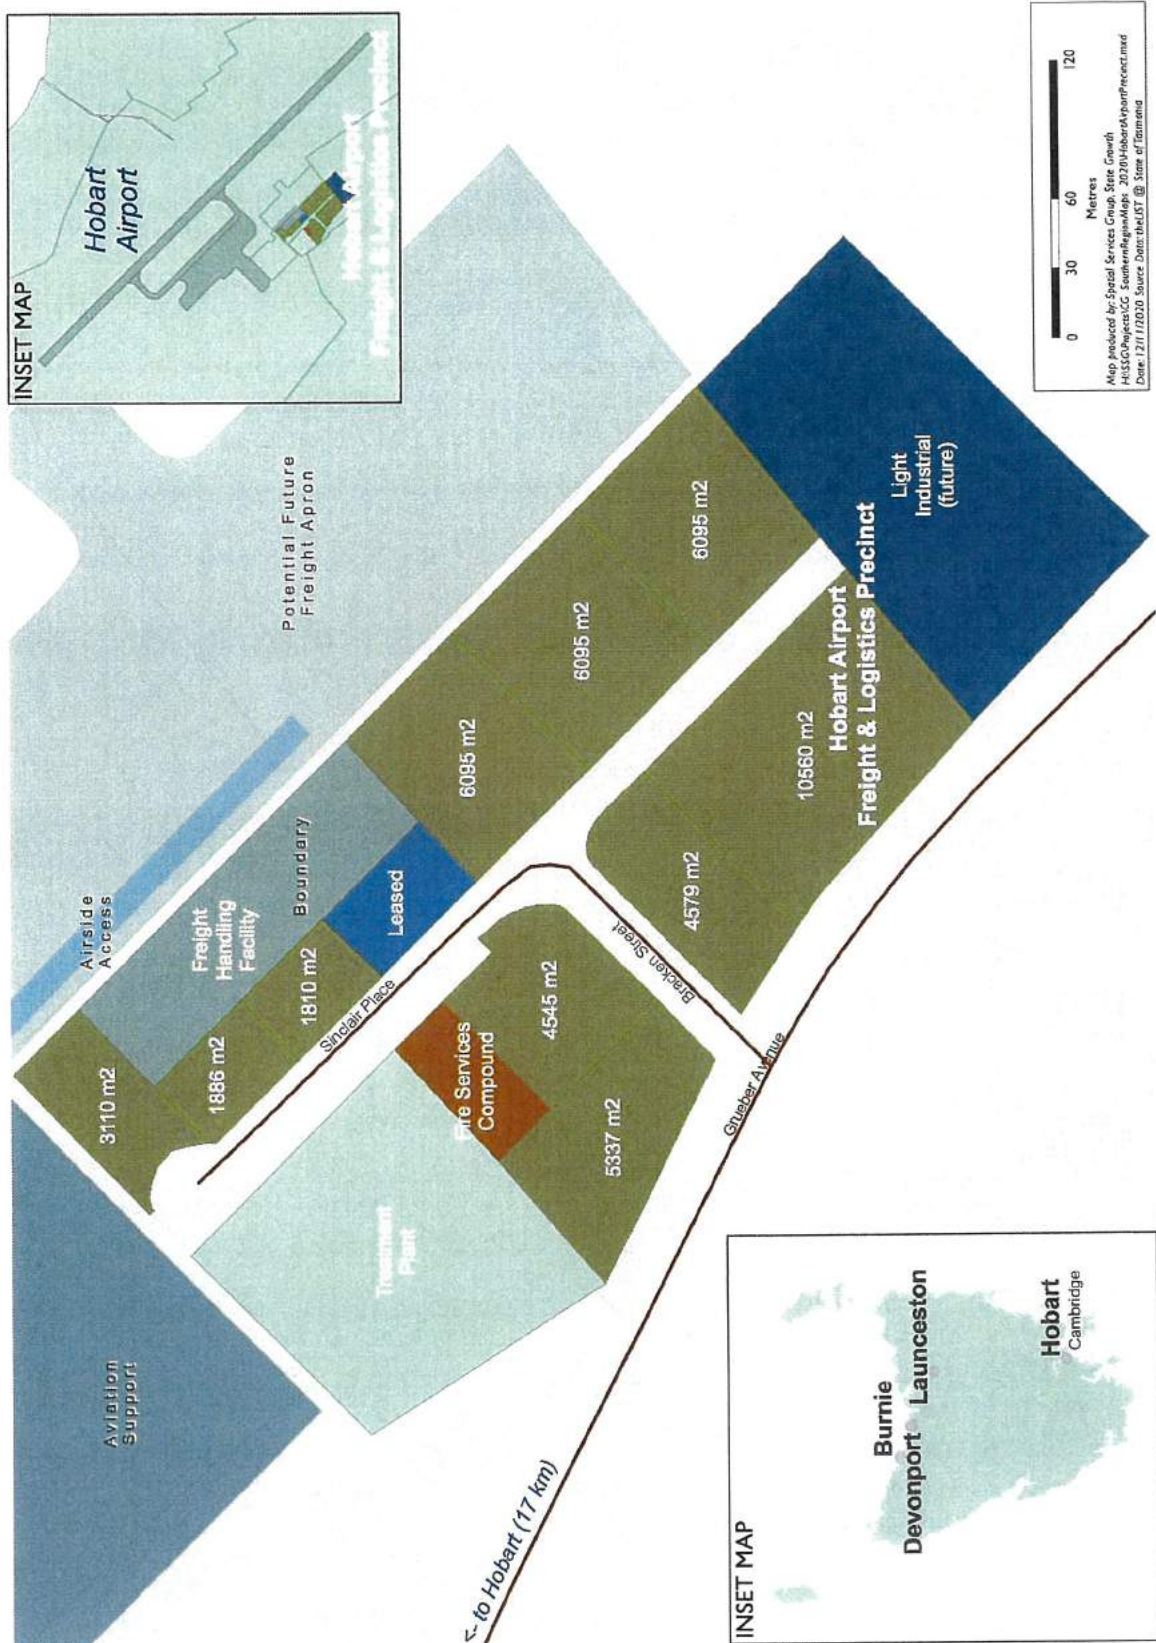 INSET MAP
Hobart
Airport
Hobart Airport
Freight & Logistics Precinct
Aviation
Support
Airside
Access
Potential Future
Freight Apron
3110 m2
Freight
Handling
Facility
Boundary
1886 m2
1810 m2
Leased
Sinclair Place
6095 m2
6095 m2
6095 m2
Treatment
Plant
Fire Services
Compound
4545 m2
5337 m2
Bracken Street
4579 m2
10560 m2
Hobart Airport
Freight & Logistics Precinct
Light
Industrial
(future)
Grueber Avenue
<- to Hobart (17 km)
INSET MAP
Burnie
Devonport
Launceston
Hobart
Cambridge
0 30 60 120
Metres
Map produced by: Spatial Services Group, State Growth
H:\SSG\Projects\CG_SouthernRegionMaps_2020\HobartAirportPrecinct.mxd
Date: 12/11/2020 Source Data: theLIST © State of Tasmania